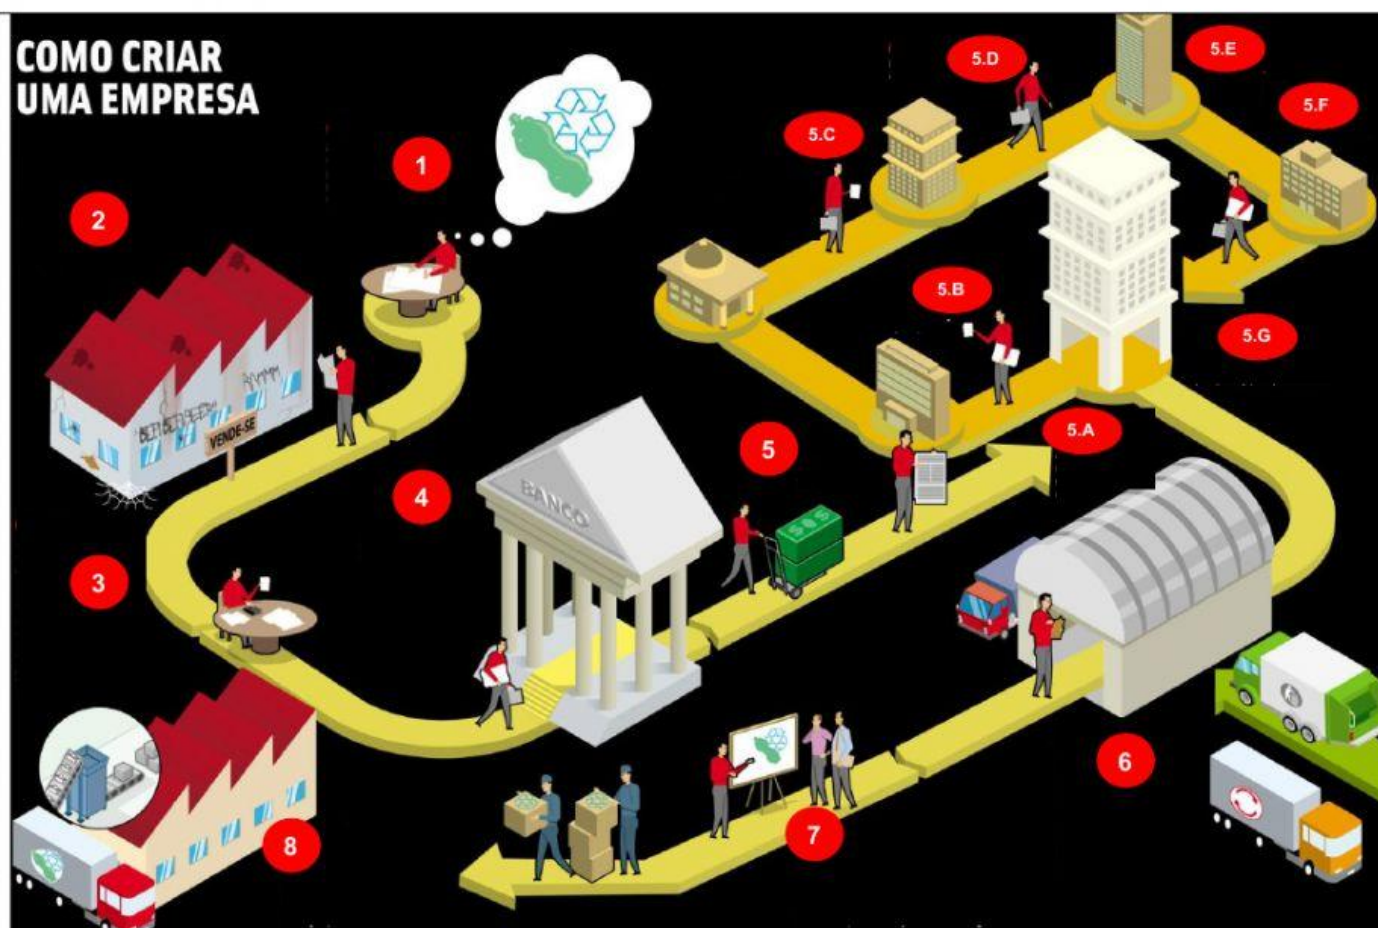 COMO CRIAR
UMA EMPRESA
1
2
VENDE-SE
3
4
BANCO
5
5.A
5.B
5.C
5.D
5.E
5.F
5.G
6
7
8